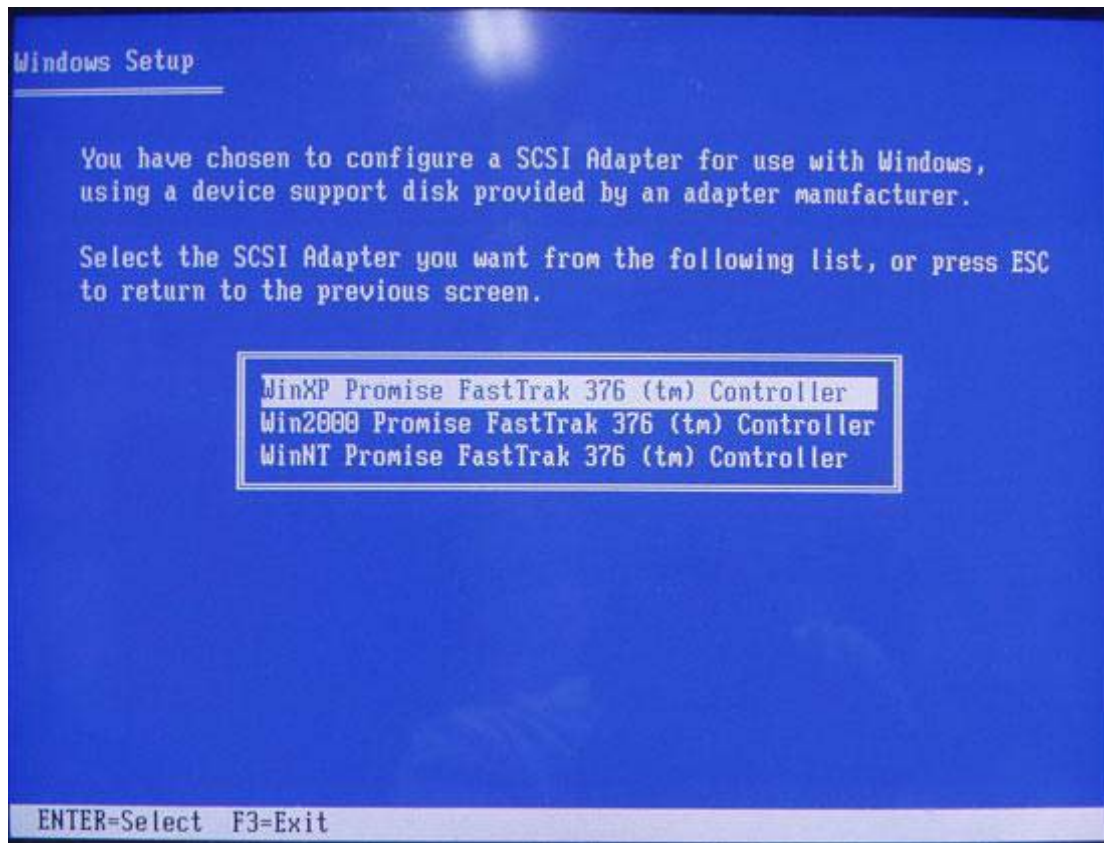 Windows Setup
You have chosen to configure a SCSI Adapter for use with Windows,
using a device support disk provided by an adapter manufacturer.
Select the SCSI Adapter you want from the following list, or press ESC
to return to the previous screen.
WinXP Promise FastTrak 376 (tm) Controller
Win2000 Promise FastTrak 376 (tm) Controller
WinNT Promise FastTrak 376 (tm) Controller
ENTER=Select F3=Exit